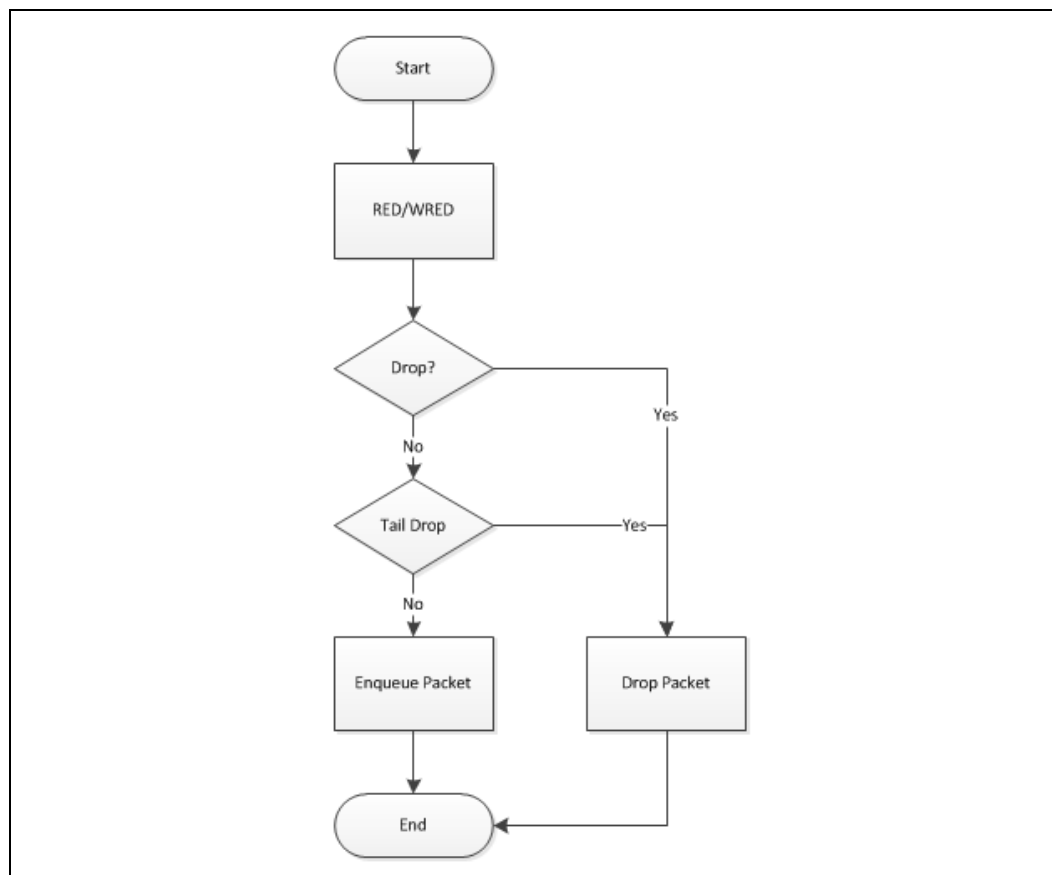 Start
RED/WRED
Drop?
Yes
No
Tail Drop
Yes
No
Enqueue Packet
Drop Packet
End